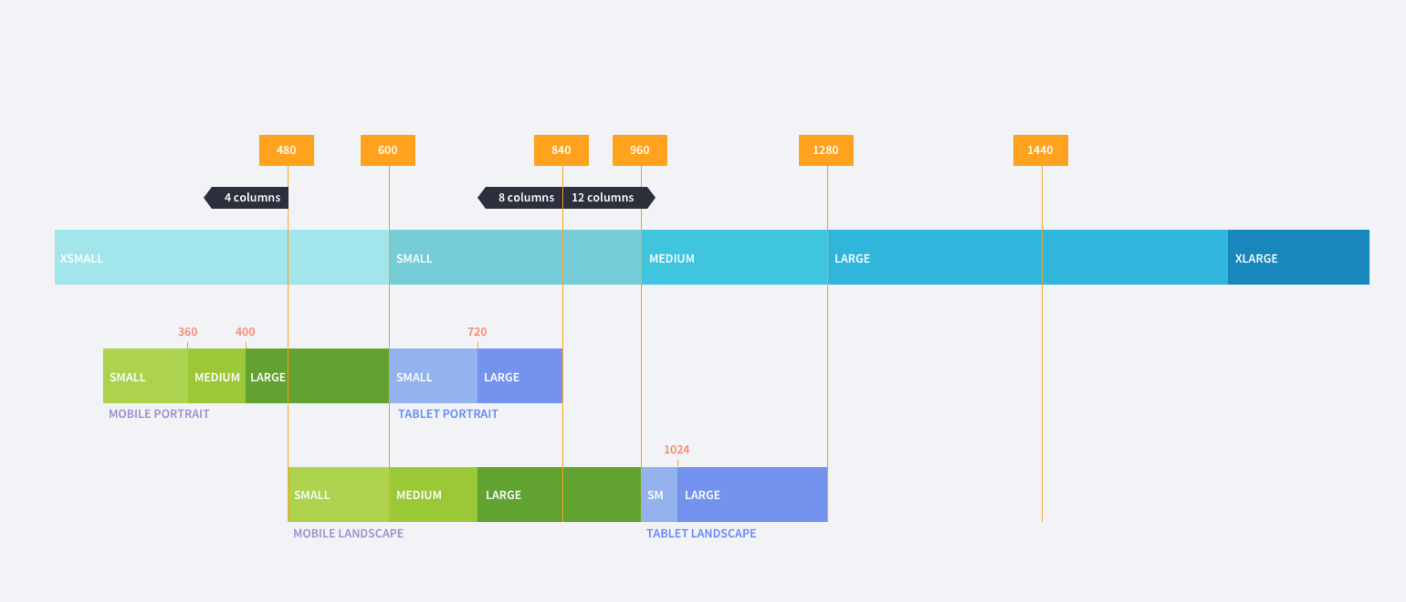 480 600 840 960 1280 1440
4 columns 8 columns 12 columns
XSMALL SMALL MEDIUM LARGE XLARGE
360 400 720
SMALL MEDIUM LARGE SMALL LARGE
MOBILE PORTRAIT TABLET PORTRAIT
1024
SMALL MEDIUM LARGE SM LARGE
MOBILE LANDSCAPE TABLET LANDSCAPE